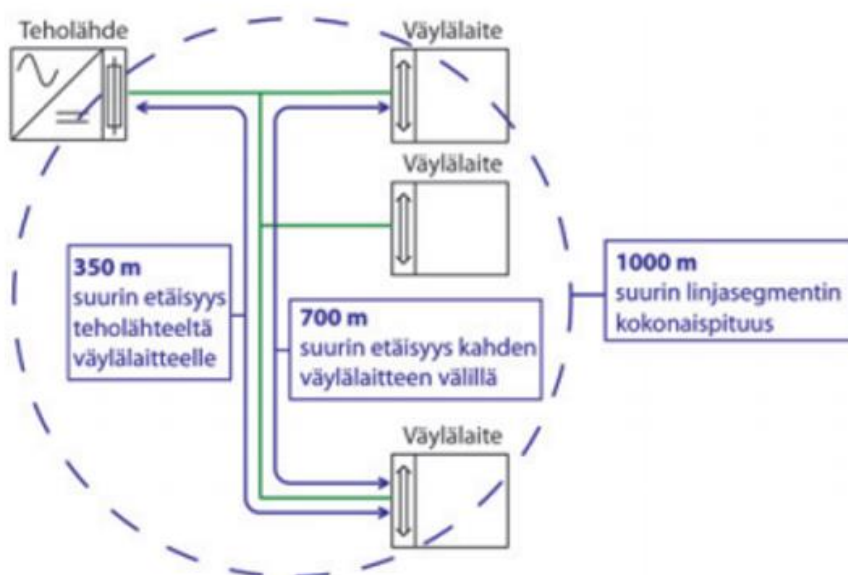 Teholähde
Väylälaite
Väylälaite
350 m
suurin etäisyys
teholähteeltä
väylälaitteelle
700 m
suurin etäisyys kahden
väylälaitteen välillä
1000 m
suurin linjasegmentin
kokonaispituus
Väylälaite